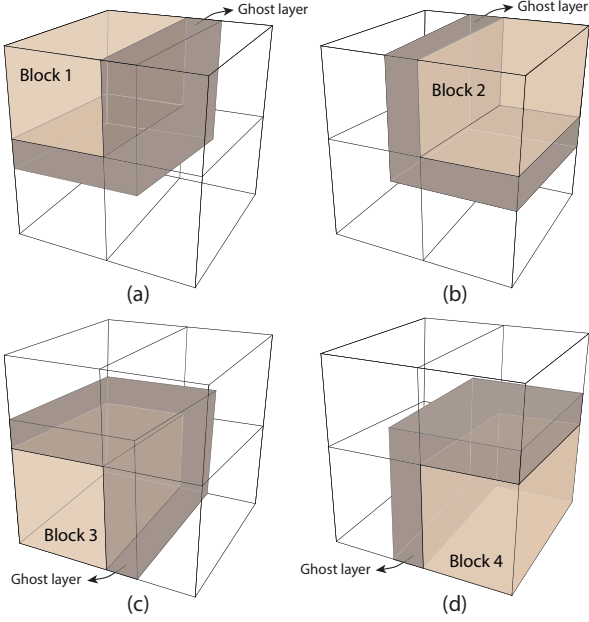 Ghost layer
Block 1
(a)
Ghost layer
Block 2
(b)
Block 3
Ghost layer
(c)
Ghost layer
Block 4
(d)